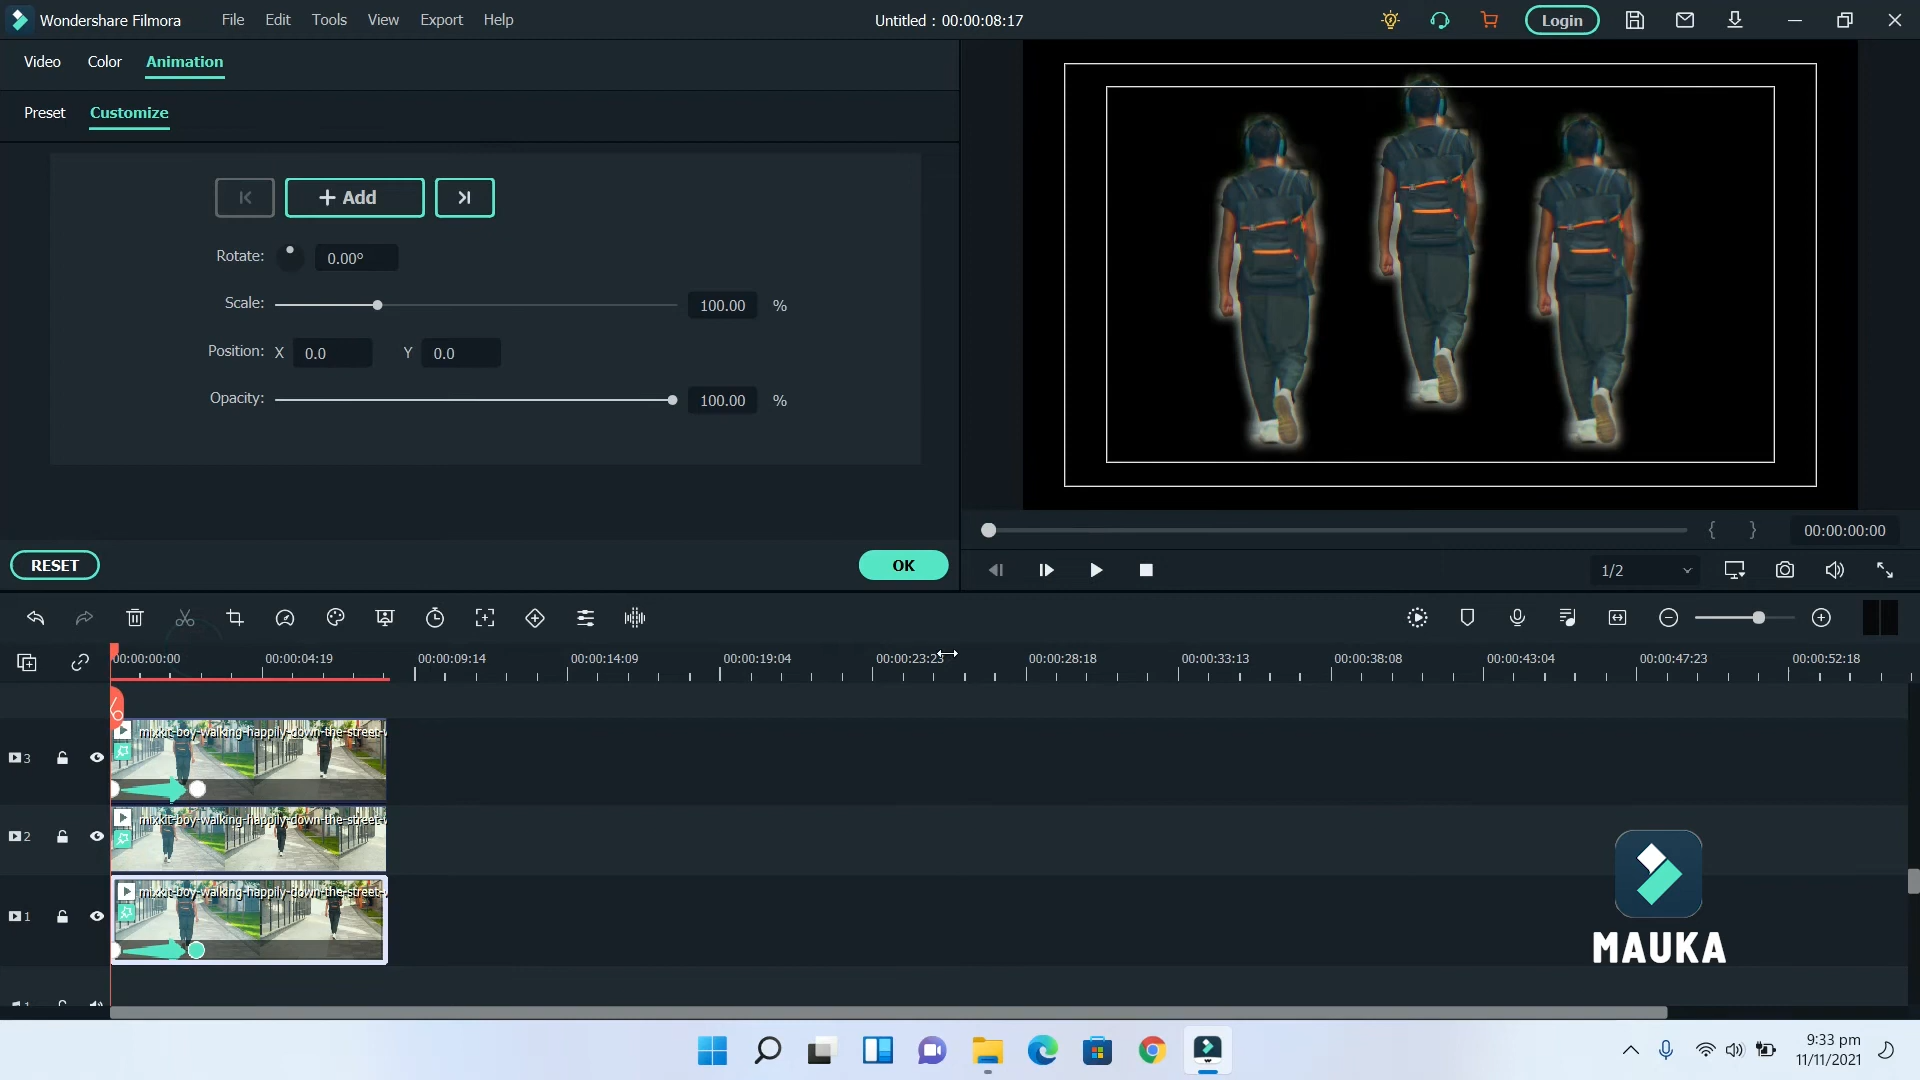 Wondershare Filmora File Edit Tools View Export Help Untitled : 00:00:08:17 Login
Video Color Animation
Preset Customize
+ Add
Rotate: 0.00°
Scale: 100.00 %
Position: X 0.0 Y 0.0
Opacity: 100.00 %
{ } 00:00:00:00
RESET OK
1/2
00:00:00:00 00:00:04:19 00:00:09:14 00:00:14:09 00:00:19:04 00:00:23:23 00:00:28:18 00:00:33:13 00:00:38:08 00:00:43:04 00:00:47:23 00:00:52:18
mixkit-boy-walking-happily-down-the-street-
3
mixkit-boy-walking-happily-down-the-street-
2
mixkit-boy-walking-happily-down-the-street-
1
MAUKA
1
9:33 pm
11/11/2021